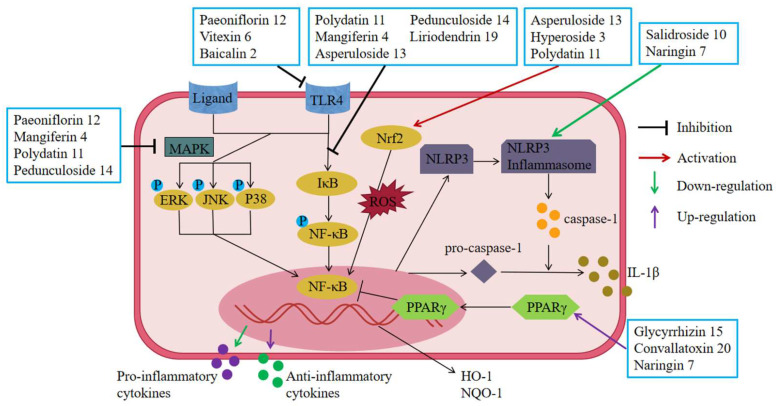 Paeoniflorin 12
Vitexin 6
Baicalin 2
Polydatin 11
Mangiferin 4
Asperuloside 13
Pedunculoside 14
Liriodendrin 19
Asperuloside 13
Hyperoside 3
Polydatin 11
Salidroside 10
Naringin 7
Paeoniflorin 12
Mangiferin 4
Polydatin 11
Pedunculoside 14
Ligand
TLR4
MAPK
Nrf2
NLRP3
NLRP3
Inflammasome
Inhibition
Activation
Down-regulation
Up-regulation
P
P
P
ERK
JNK
P38
IκB
ROS
P
NF-κB
caspase-1
pro-caspase-1
IL-1β
NF-κB
PPARγ
PPARγ
Glycyrrhizin 15
Convallatoxin 20
Naringin 7
Pro-inflammatory
cytokines
Anti-inflammatory
cytokines
HO-1
NQO-1